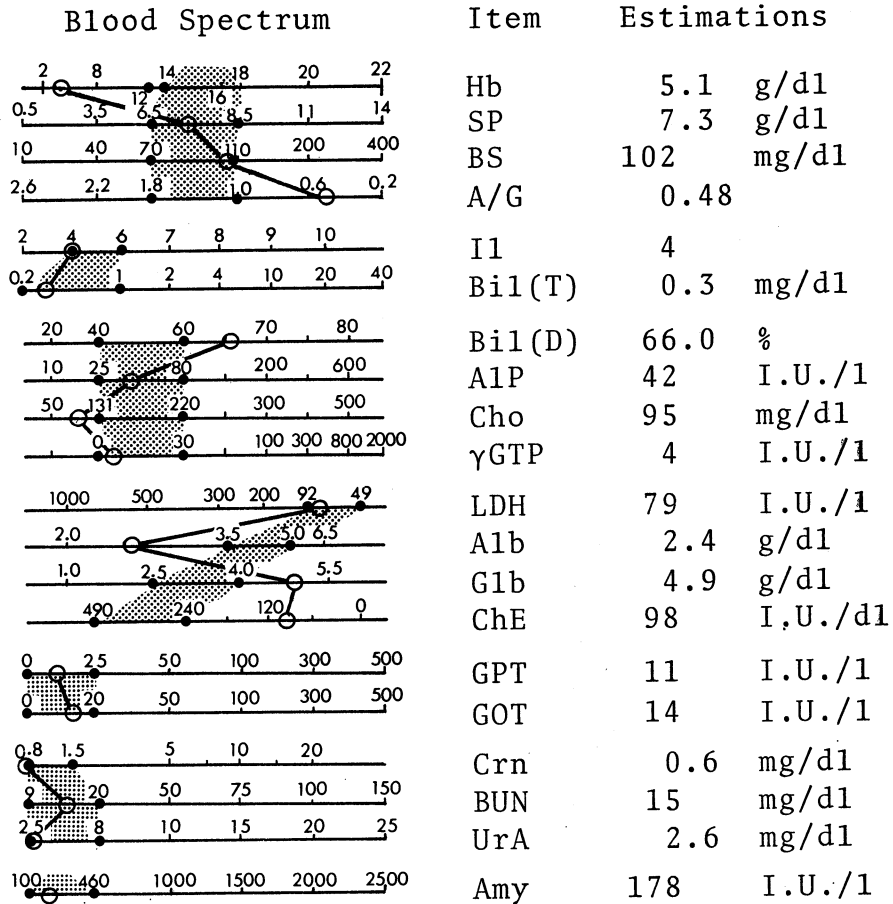 Blood Spectrum Item Estimations
2 8 14 18 20 22
Hb 5.1 g/dl
12 16
0.5 3.5 6.5 8.5 11 14
SP 7.3 g/dl
10 40 70 110 200 400
BS 102 mg/dl
2.6 2.2 1.8 1.0 0.6 0.2
A/G 0.48
2 4 6 7 8 9 10
Il 4
0.2 1 2 4 10 20 40
Bil(T) 0.3 mg/dl
20 40 60 70 80
Bil(D) 66.0 %
10 25 80 200 600
AlP 42 I.U./l
50 131 220 300 500
Cho 95 mg/dl
0 30 100 300 800 2000
γGTP 4 I.U./l
1000 500 300 200 92 49
LDH 79 I.U./l
2.0 3.5 5.0 6.5
Alb 2.4 g/dl
1.0 2.5 4.0 5.5
Glb 4.9 g/dl
490 240 120 0
ChE 98 I.U./dl
0 25 50 100 300 500
GPT 11 I.U./l
0 20 50 100 300 500
GOT 14 I.U./l
0.8 1.5 5 10 20
Crn 0.6 mg/dl
9 20 50 75 100 150
BUN 15 mg/dl
2.5 8 10 15 20 25
UrA 2.6 mg/dl
100 460 1000 1500 2000 2500
Amy 178 I.U./l